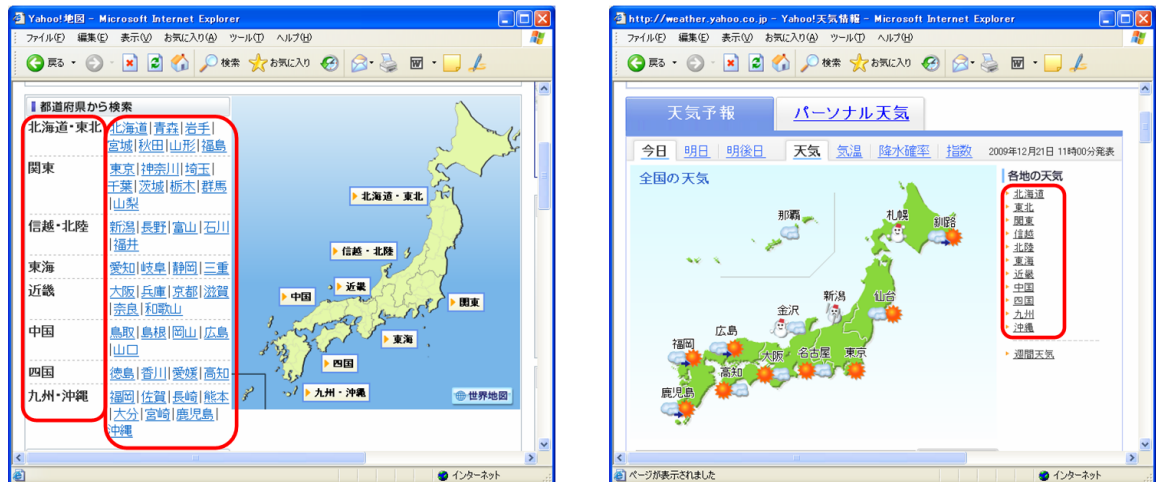 Yahoo!地図 - Microsoft Internet Explorer
ファイル(F) 編集(E) 表示(V) お気に入り(A) ツール(T) ヘルプ(H)
戻る 検索 お気に入り
都道府県から検索
北海道・東北 北海道|青森|岩手|
宮城|秋田|山形|福島
関東 東京|神奈川|埼玉|
千葉|茨城|栃木|群馬
|山梨
信越・北陸 新潟|長野|富山|石川
|福井
東海 愛知|岐阜|静岡|三重
近畿 大阪|兵庫|京都|滋賀
|奈良|和歌山
中国 鳥取|島根|岡山|広島
|山口
四国 徳島|香川|愛媛|高知
九州・沖縄 福岡|佐賀|長崎|熊本
|大分|宮崎|鹿児島|
沖縄
北海道・東北
信越・北陸
近畿
中国
関東
東海
四国
九州・沖縄
世界地図
インターネット
http://weather.yahoo.co.jp - Yahoo!天気情報 - Microsoft Internet Explorer
ファイル(F) 編集(E) 表示(V) お気に入り(A) ツール(T) ヘルプ(H)
戻る 検索 お気に入り
天気予報 パーソナル天気
今日 明日 明後日 天気 気温 降水確率 指数 2009年12月21日 11時00分発表
全国の天気
那覇
札幌
釧路
新潟
仙台
金沢
広島
福岡
大阪
名古屋
東京
高知
鹿児島
各地の天気
北海道
東北
関東
信越
北陸
東海
近畿
中国
四国
九州
沖縄
週間天気
ページが表示されました インターネット